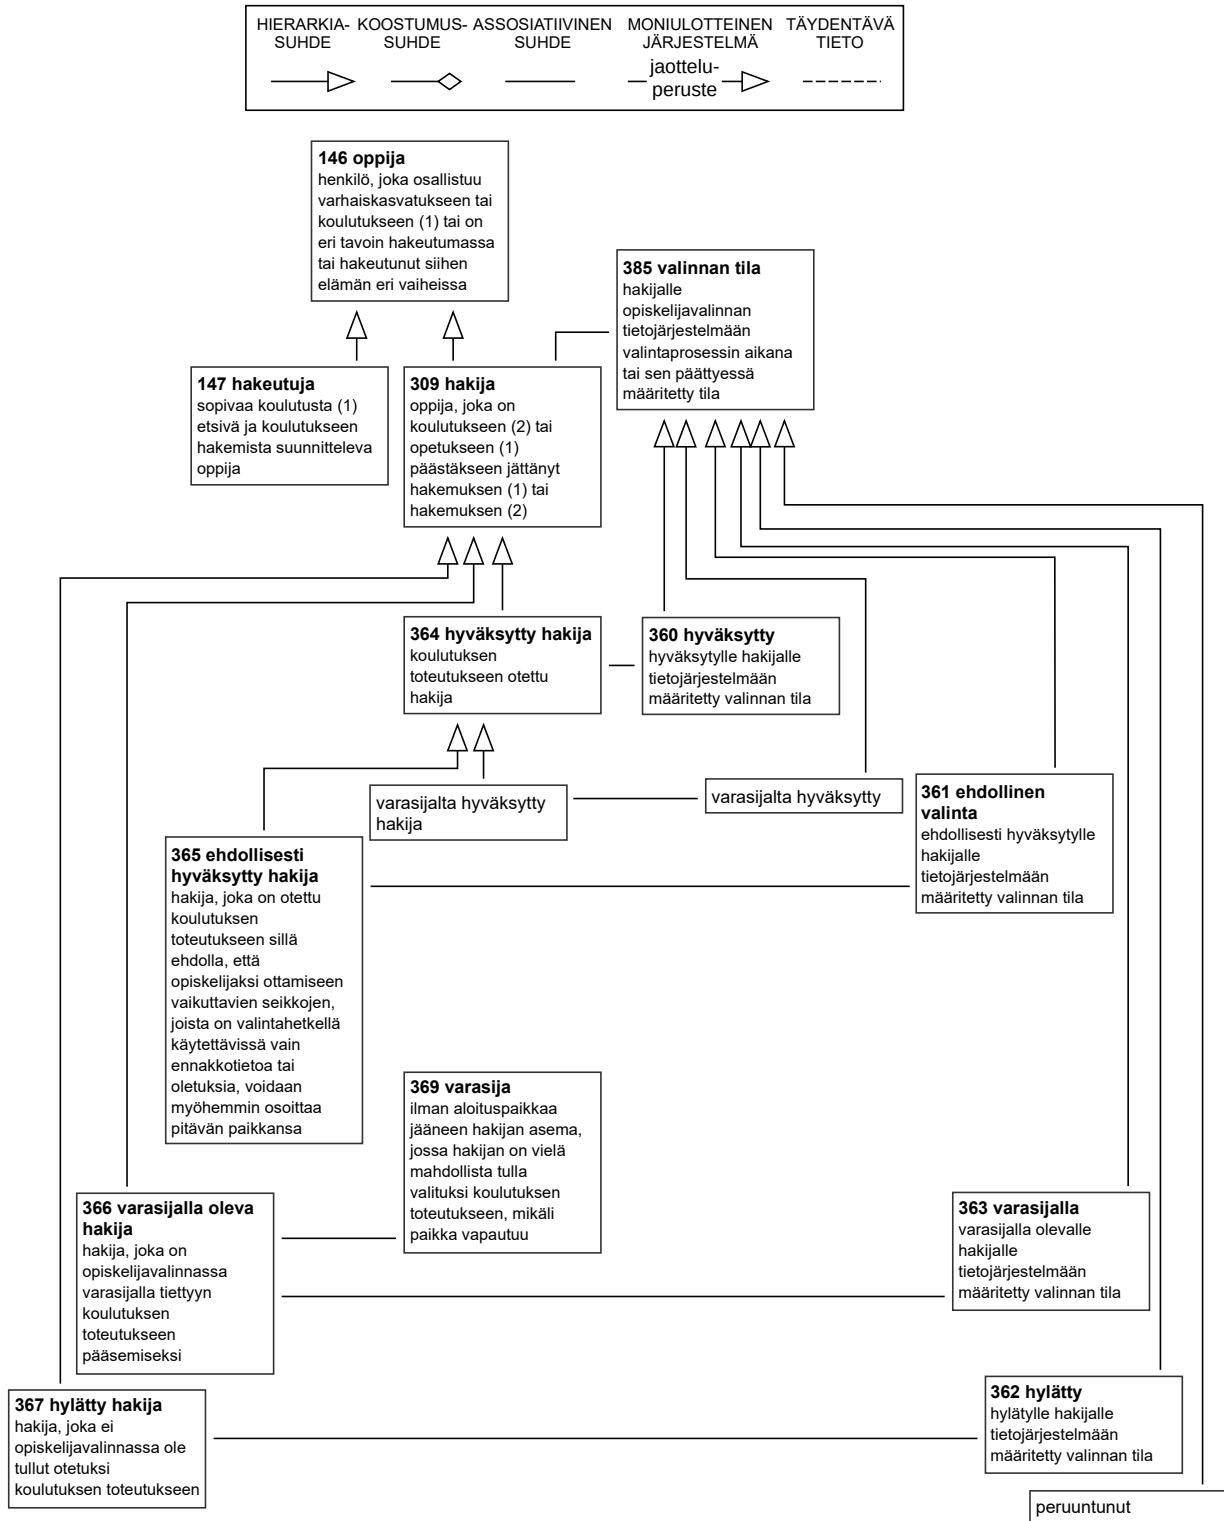 HIERARKIA-
SUHDE
KOOSTUMUS-
SUHDE
ASSOSIATIIVINEN
SUHDE
MONIULOTTEINEN
JÄRJESTELMÄ
TÄYDENTÄVÄ
TIETO
jaottelu-
peruste
146 oppija
henkilö, joka osallistuu
varhaiskasvatukseen tai
koulutukseen (1) tai on
eri tavoin hakeutumassa
tai hakeutunut siihen
elämän eri vaiheissa
385 valinnan tila
hakijalle
opiskelijavalinnan
tietojärjestelmään
valintaprosessin aikana
tai sen päättyessä
määritetty tila
147 hakeutuja
sopivaa koulutusta (1)
etsivä ja koulutukseen
hakemista suunnitteleva
oppija
309 hakija
oppija, joka on
koulutukseen (2) tai
opetukseen (1)
päästäkseen jättänyt
hakemuksen (1) tai
hakemuksen (2)
364 hyväksytty hakija
koulutuksen
toteutukseen otettu
hakija
360 hyväksytty
hyväksytylle hakijalle
tietojärjestelmään
määritetty valinnan tila
varasijalta hyväksytty
hakija
varasijalta hyväksytty
361 ehdollinen
valinta
ehdollisesti hyväksytylle
hakijalle
tietojärjestelmään
määritetty valinnan tila
365 ehdollisesti
hyväksytty hakija
hakija, joka on otettu
koulutuksen
toteutukseen sillä
ehdolla, että
opiskelijaksi ottamiseen
vaikuttavien seikkojen,
joista on valintahetkellä
käytettävissä vain
ennakkotietoa tai
oletuksia, voidaan
myöhemmin osoittaa
pitävän paikkansa
369 varasija
ilman aloituspaikkaa
jääneen hakijan asema,
jossa hakijan on vielä
mahdollista tulla
valituksi koulutuksen
toteutukseen, mikäli
paikka vapautuu
366 varasijalla oleva
hakija
hakija, joka on
opiskelijavalinnassa
varasijalla tiettyyn
koulutuksen
toteutukseen
pääsemiseksi
363 varasijalla
varasijalla olevalle
hakijalle
tietojärjestelmään
määritetty valinnan tila
367 hylätty hakija
hakija, joka ei
opiskelijavalinnassa ole
tullut otetuksi
koulutuksen toteutukseen
362 hylätty
hylätylle hakijalle
tietojärjestelmään
määritetty valinnan tila
peruuntunut